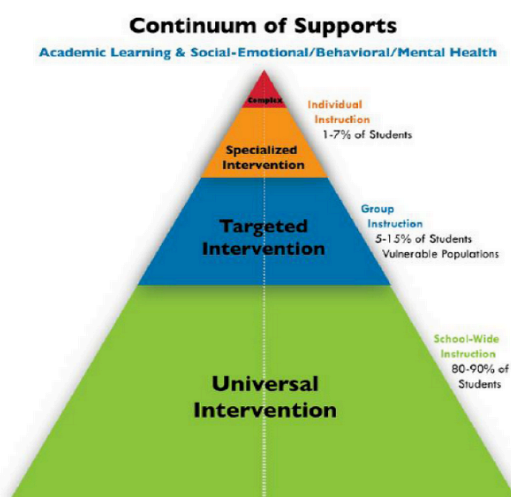 Continuum of Supports
Academic Learning & Social-Emotional/Behavioral/Mental Health
Complex
Individual
Instruction
1-7% of Students
Specialized
Intervention
Group
Instruction
5-15% of Students
Vulnerable Populations
Targeted
Intervention
School-Wide
Instruction
80-90% of
Students
Universal
Intervention